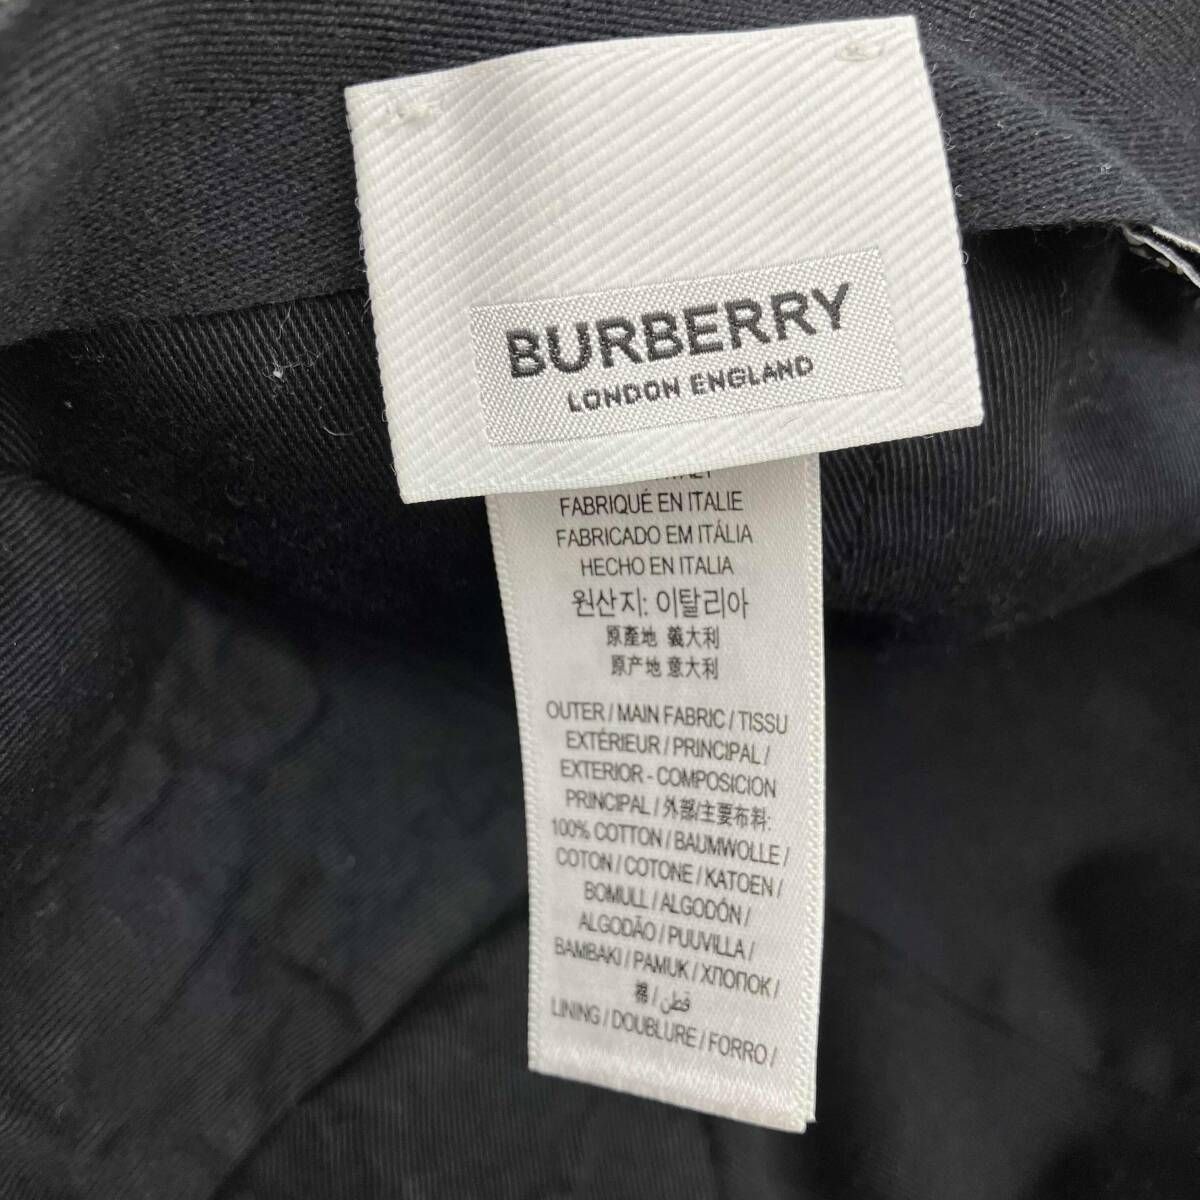 BURBERRY
LONDON ENGLAND
FABRIQUÉ EN ITALIE
FABRICADO EM ITÁLIA
HECHO EN ITALIA
원산지: 이탈리아
原產地 義大利
原产地 意大利
OUTER / MAIN FABRIC / TISSU
EXTÉRIEUR / PRINCIPAL /
EXTERIOR - COMPOSICION
PRINCIPAL / 外部/主要布料:
100% COTTON / BAUMWOLLE /
COTON / COTONE / KATOEN /
BOMULL / ALGODÓN /
ALGODÃO / PUUVILLA /
BAMBAKI / PAMUK / ХЛОПОК /
棉 / قطن
LINING / DOUBLURE / FORRO /